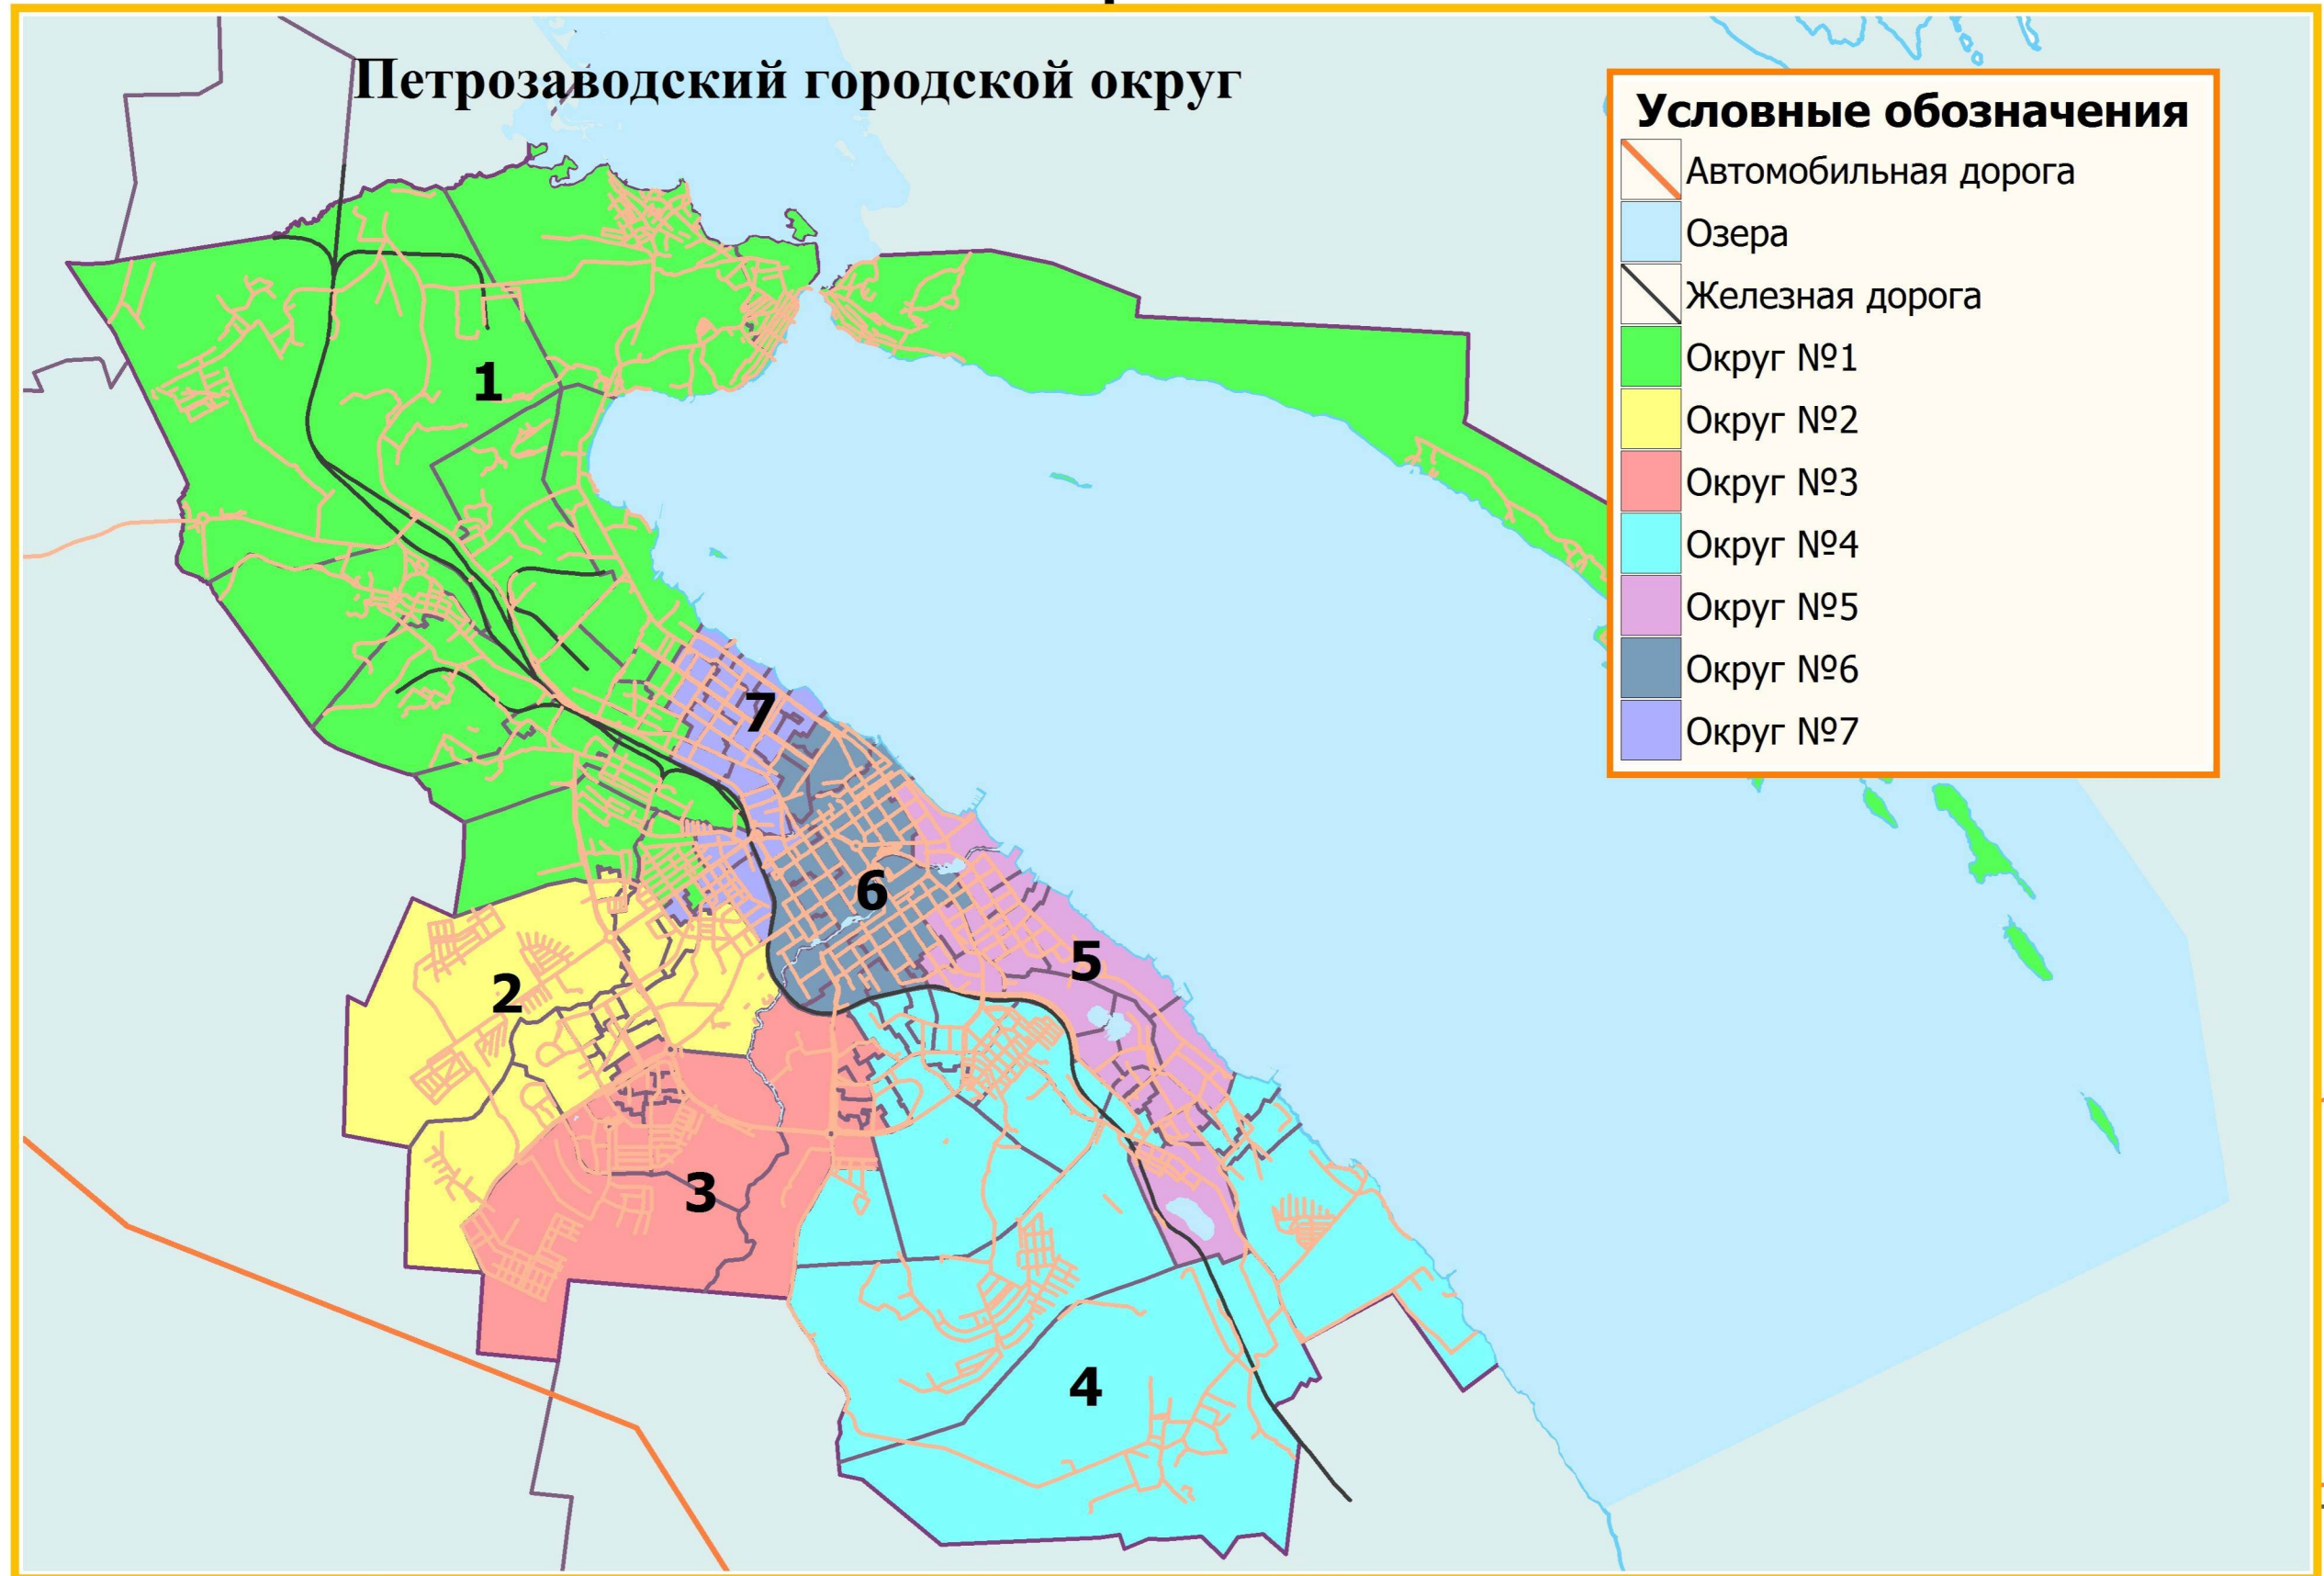 Петрозаводский городской округ
Условные обозначения
Автомобильная дорога
Озера
Железная дорога
Округ №1
Округ №2
Округ №3
Округ №4
Округ №5
Округ №6
Округ №7
1
7
6
5
2
3
4